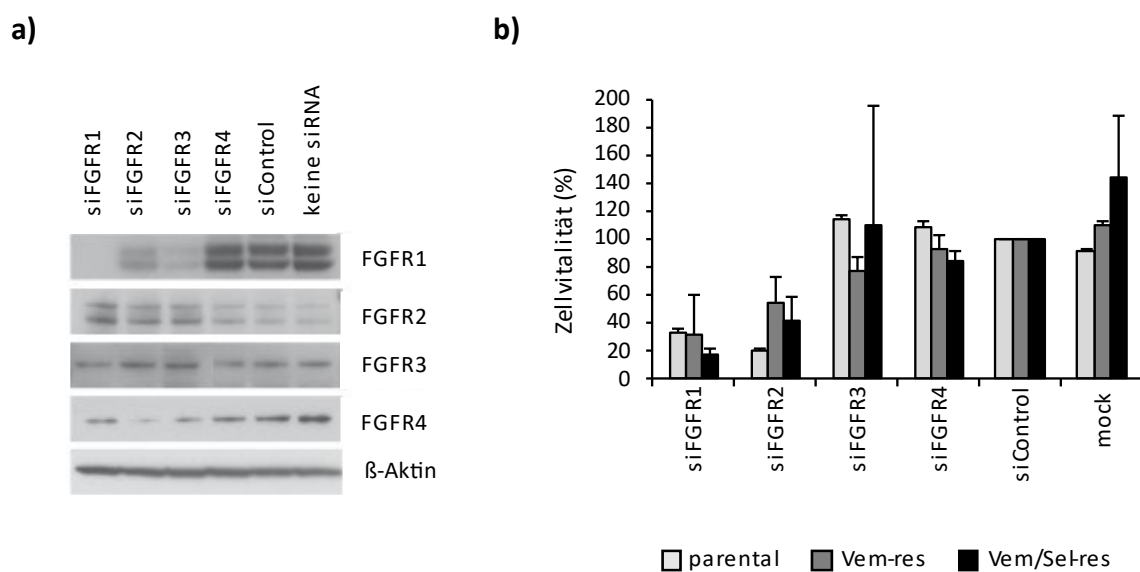 a)
siFGFR1
siFGFR2
siFGFR3
siFGFR4
siControl
keine siRNA
FGFR1
FGFR2
FGFR3
FGFR4
ß-Aktin
b)
Zellvitalität (%)
200
180
160
140
120
100
80
60
40
20
0
siFGFR1
siFGFR2
siFGFR3
siFGFR4
siControl
mock
parental
Vem-res
Vem/Sel-res